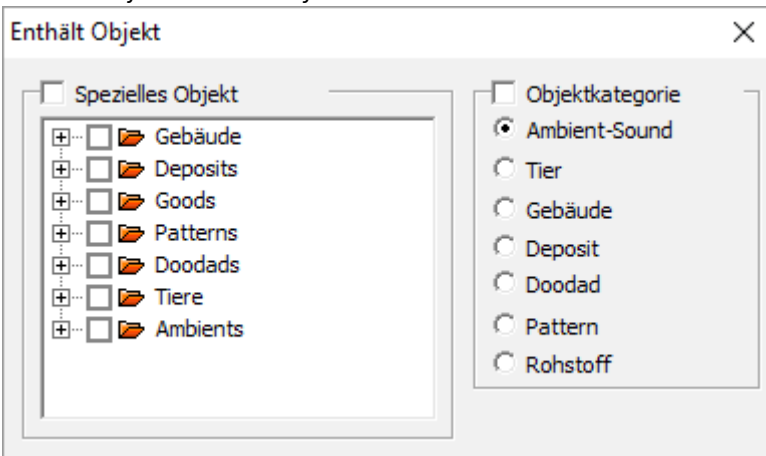 Enthält Objekt
Spezielles Objekt
Gebäude
Deposits
Goods
Patterns
Doodads
Tiere
Ambients
Objektkategorie
Ambient-Sound
Tier
Gebäude
Deposit
Doodad
Pattern
Rohstoff